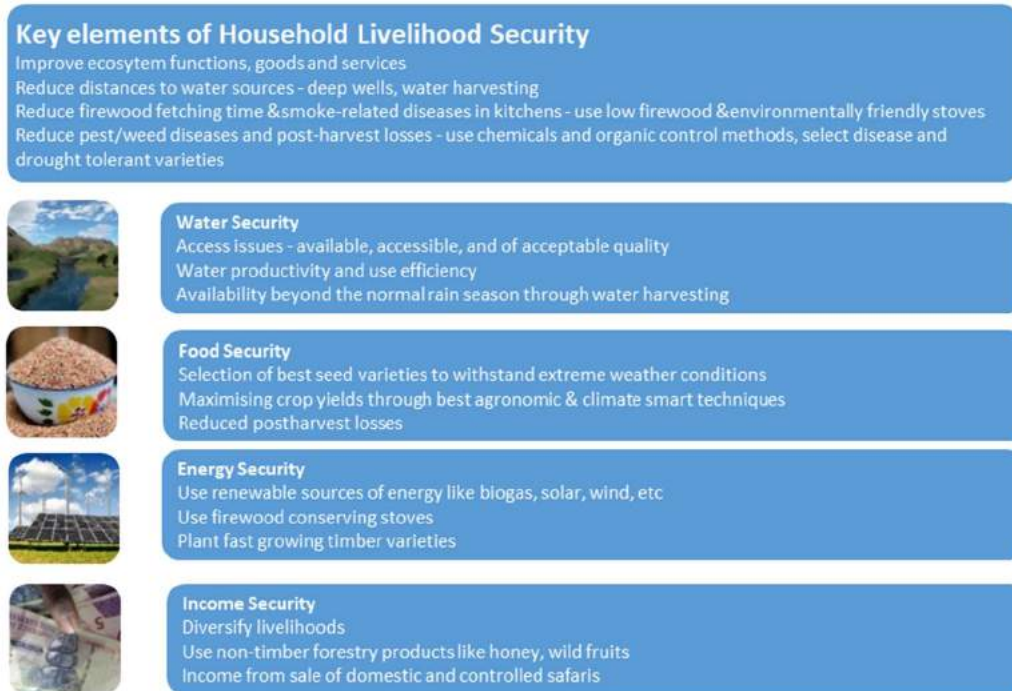 Key elements of Household Livelihood Security
Improve ecosytem functions, goods and services
Reduce distances to water sources - deep wells, water harvesting
Reduce firewood fetching time &smoke-related diseases in kitchens - use low firewood &environmentally friendly stoves
Reduce pest/weed diseases and post-harvest losses - use chemicals and organic control methods, select disease and
drought tolerant varieties
Water Security
Access issues - available, accessible, and of acceptable quality
Water productivity and use efficiency
Availability beyond the normal rain season through water harvesting
Food Security
Selection of best seed varieties to withstand extreme weather conditions
Maximising crop yields through best agronomic & climate smart techniques
Reduced postharvest losses
Energy Security
Use renewable sources of energy like biogas, solar, wind, etc
Use firewood conserving stoves
Plant fast growing timber varieties
Income Security
Diversify livelihoods
Use non-timber forestry products like honey, wild fruits
Income from sale of domestic and controlled safaris